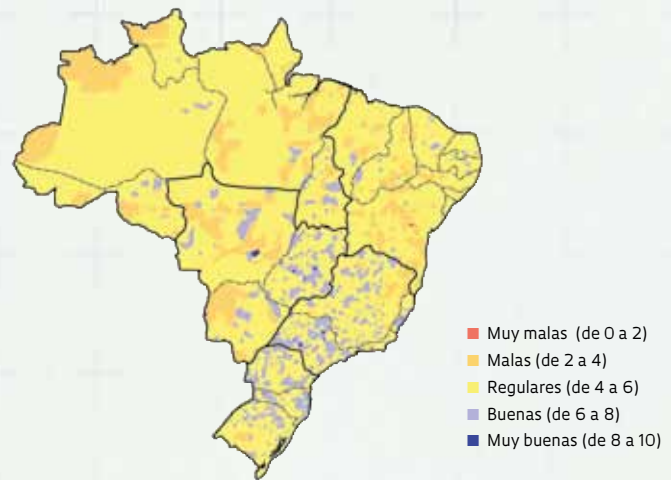 Muy malas (de 0 a 2)
Malas (de 2 a 4)
Regulares (de 4 a 6)
Buenas (de 6 a 8)
Muy buenas (de 8 a 10)